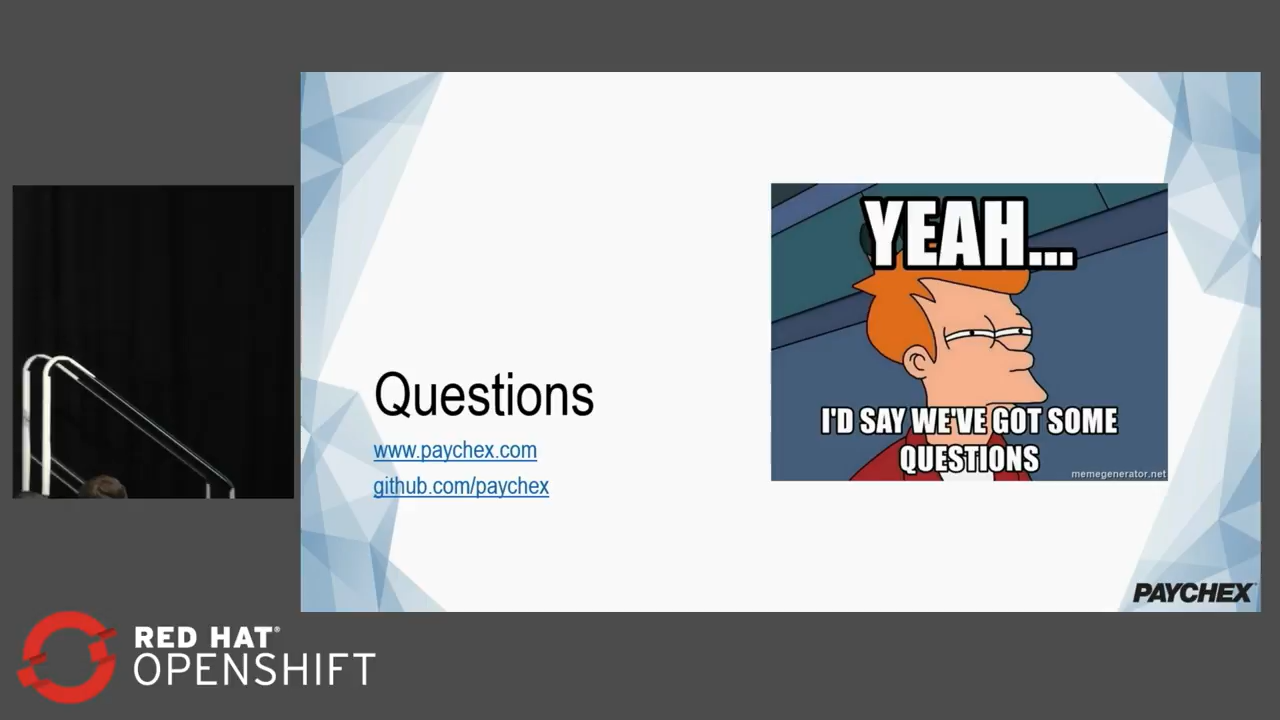 YEAH...
I'D SAY WE'VE GOT SOME
QUESTIONS
memegenerator.net
Questions
www.paychex.com
github.com/paychex
PAYCHEX
RED HAT®
OPENSHIFT